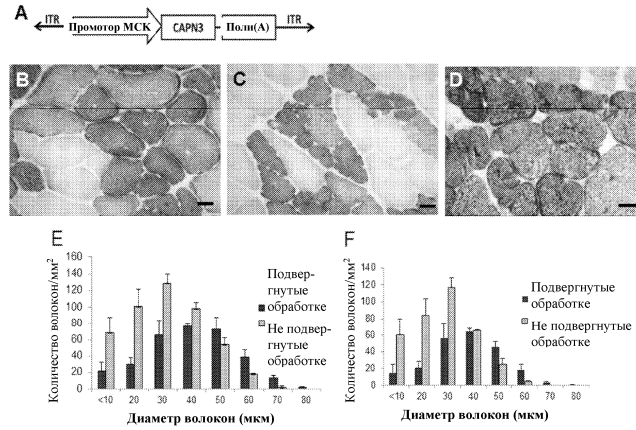 A
ITR
Промотор МСК
CAPN3
Поли(А)
ITR
B
C
D
E
Количество волокон/мм²
160
140
120
100
80
60
40
20
0
<10
20
30
40
50
60
70
80
Диаметр волокон (мкм)
Подвер-
гнутые
обработке
Не подвер-
гнутые
обработке
F
Количество волокон/мм²
140
120
100
80
60
40
20
0
<10
20
30
40
50
60
70
80
Диаметр волокон (мкм)
Подвергнутые
обработке
Не подвергнутые
обработке